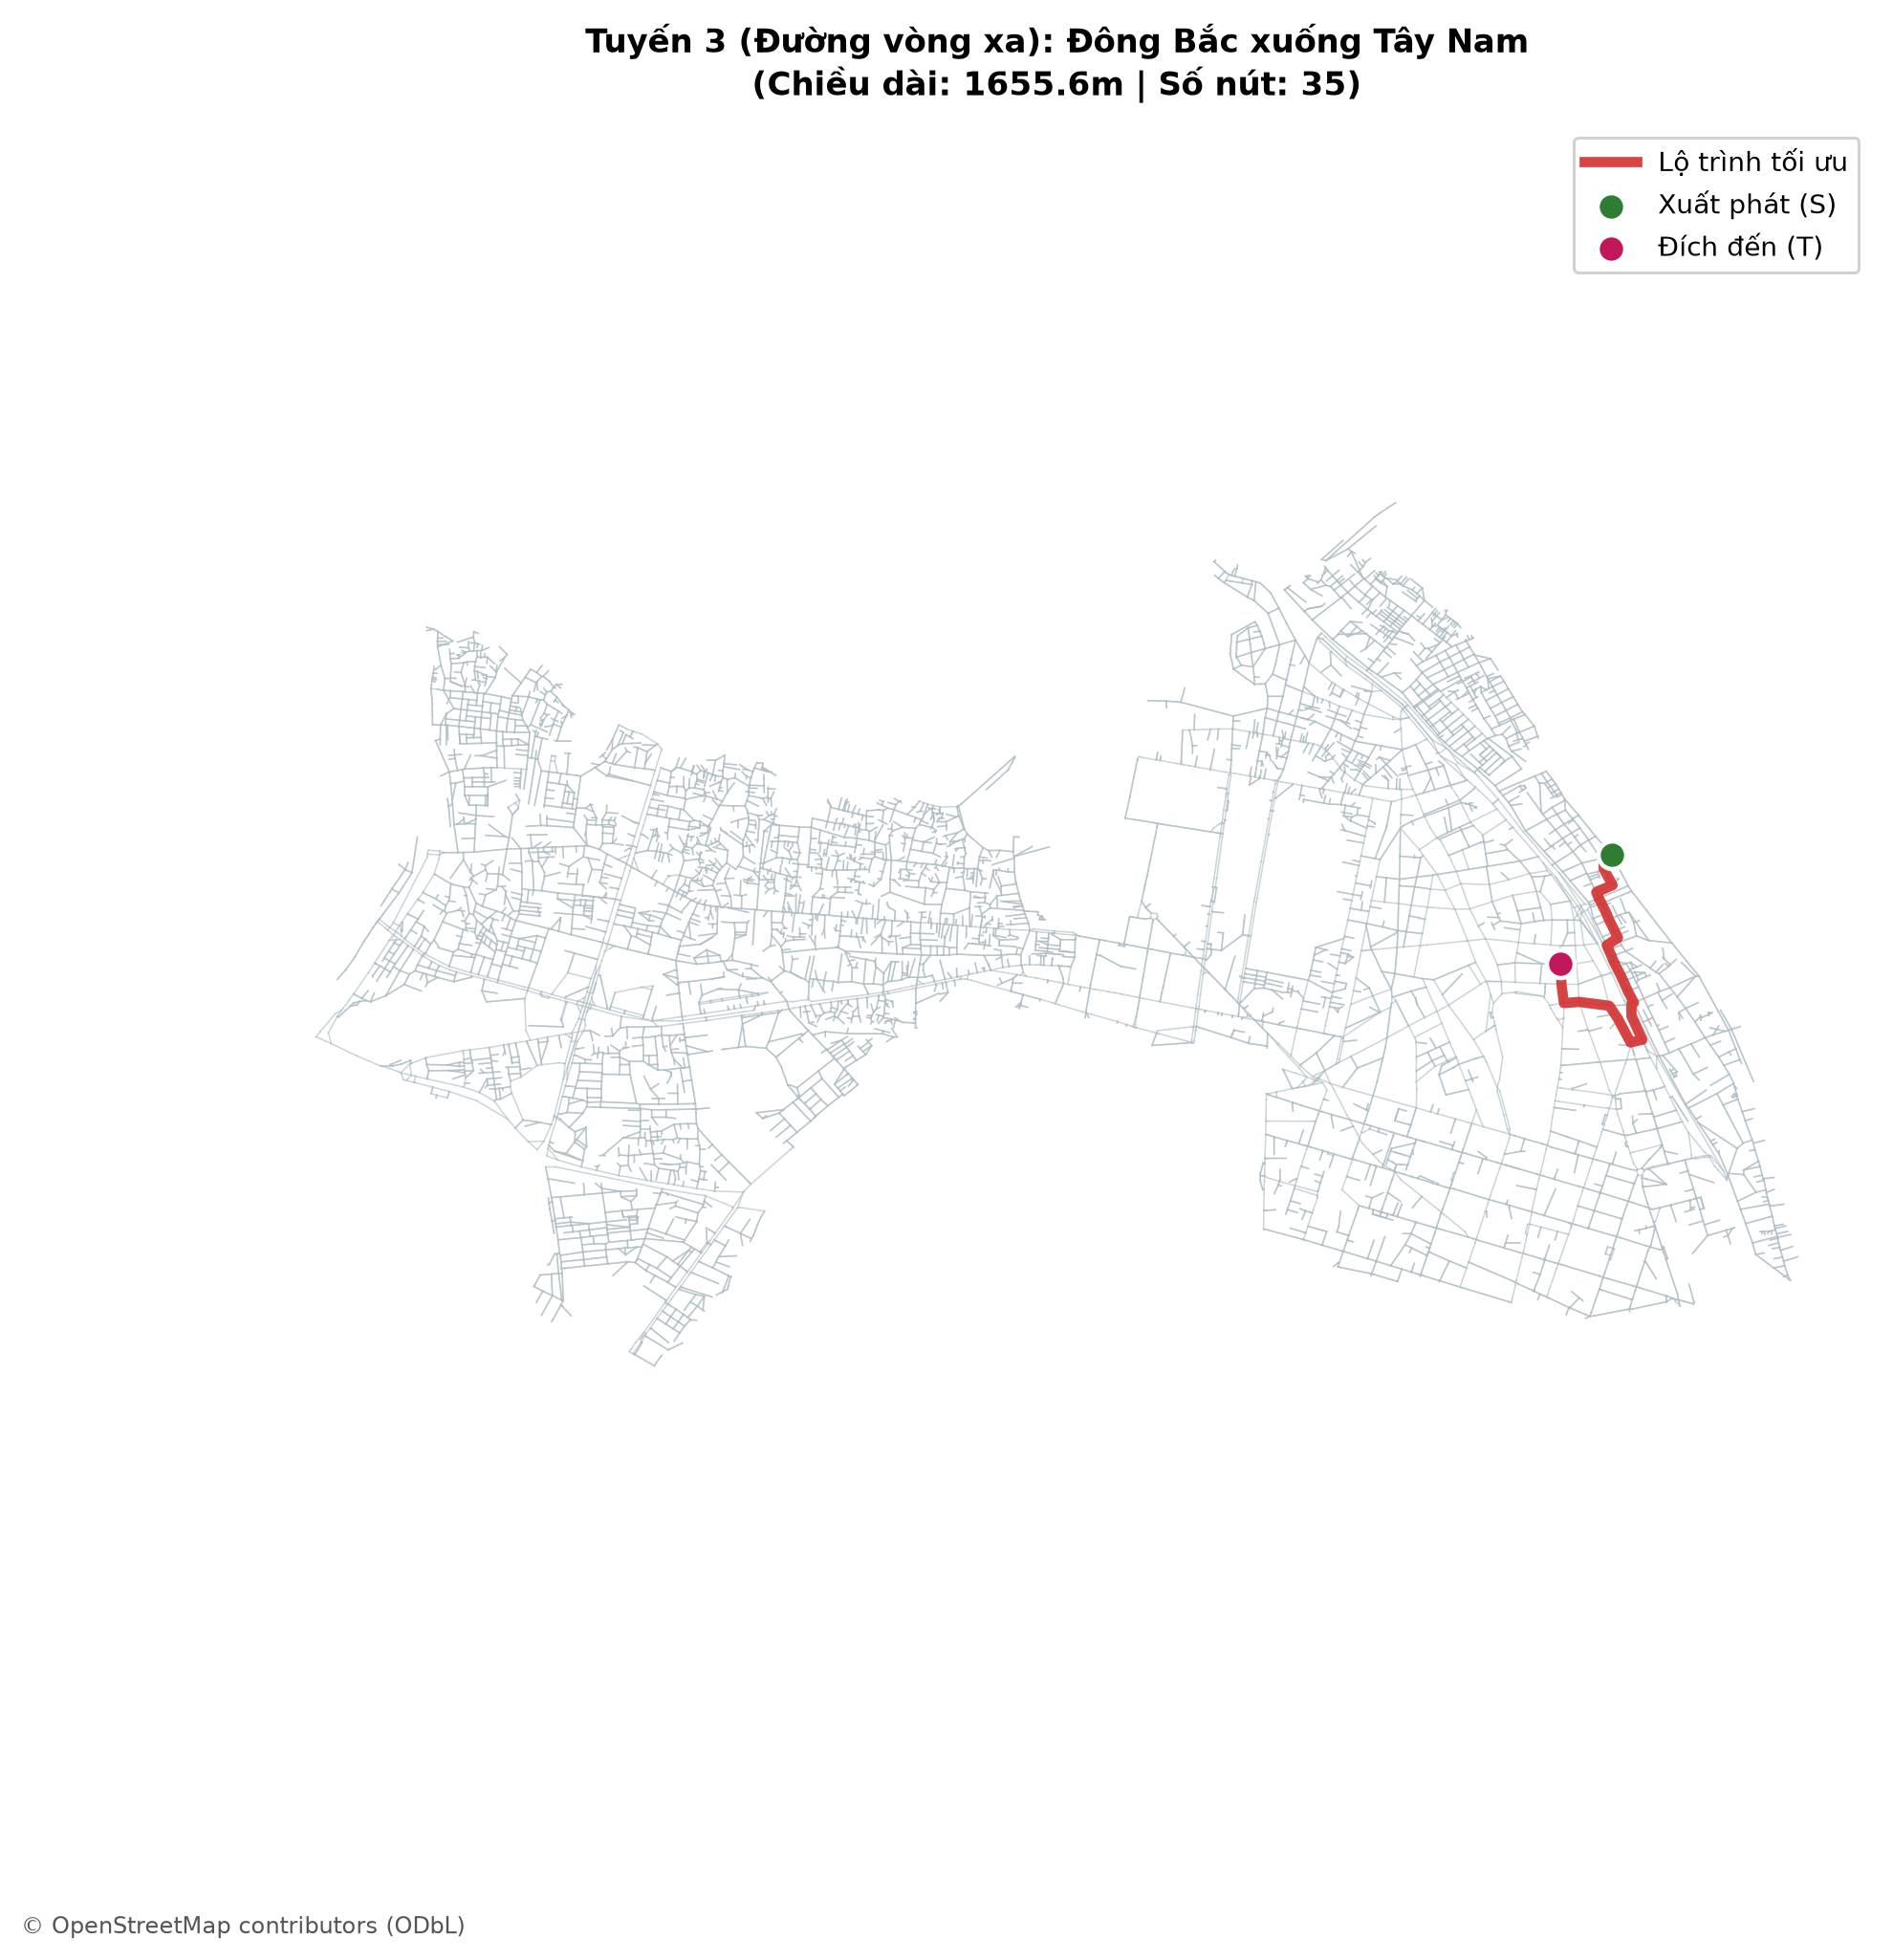 Tuyến 3 (Đường vòng xa): Đông Bắc xuống Tây Nam
(Chiều dài: 1655.6m | Số nút: 35)
Lộ trình tối ưu
Xuất phát (S)
Đích đến (T)
© OpenStreetMap contributors (ODbL)